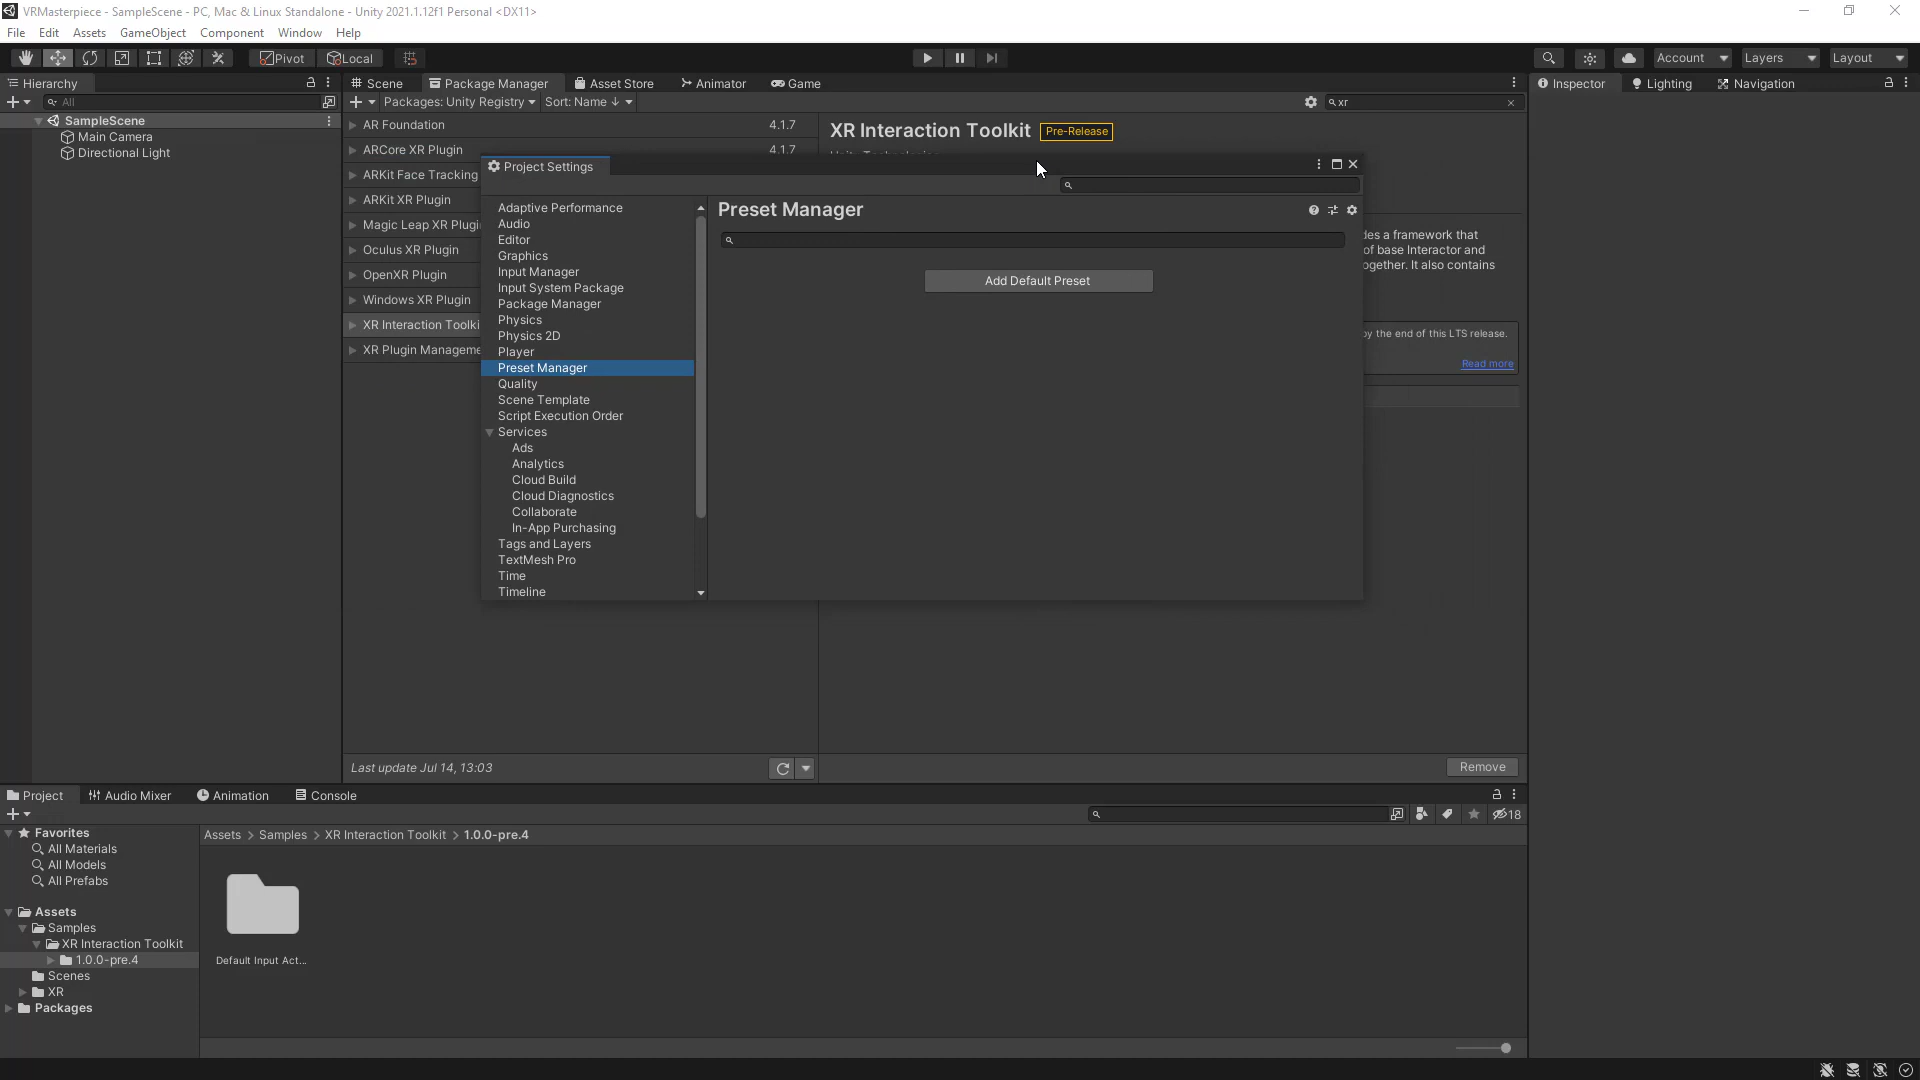 VRMasterpiece - SampleScene - PC, Mac & Linux Standalone - Unity 2021.1.12f1 Personal <DX11>
File Edit Assets GameObject Component Window Help
Pivot Local Account Layers Layout
Hierarchy
All
SampleScene
Main Camera
Directional Light
Scene Package Manager Asset Store Animator Game
Packages: Unity Registry Sort: Name ↓ xr
AR Foundation 4.1.7
ARCore XR Plugin 4.1.7
ARKit Face Tracking
ARKit XR Plugin
Magic Leap XR Plugi
Oculus XR Plugin
OpenXR Plugin
Windows XR Plugin
XR Interaction Toolki
XR Plugin Manageme
Last update Jul 14, 13:03
XR Interaction Toolkit Pre-Release
des a framework that
of base Interactor and
ogether. It also contains
by the end of this LTS release.
Read more
Remove
Project Settings
Adaptive Performance
Audio
Editor
Graphics
Input Manager
Input System Package
Package Manager
Physics
Physics 2D
Player
Preset Manager
Quality
Scene Template
Script Execution Order
Services
Ads
Analytics
Cloud Build
Cloud Diagnostics
Collaborate
In-App Purchasing
Tags and Layers
TextMesh Pro
Time
Timeline
Preset Manager
Add Default Preset
Inspector Lighting Navigation
Project Audio Mixer Animation Console
18
Favorites
All Materials
All Models
All Prefabs
Assets
Samples
XR Interaction Toolkit
1.0.0-pre.4
Scenes
XR
Packages
Assets > Samples > XR Interaction Toolkit > 1.0.0-pre.4
Default Input Act...